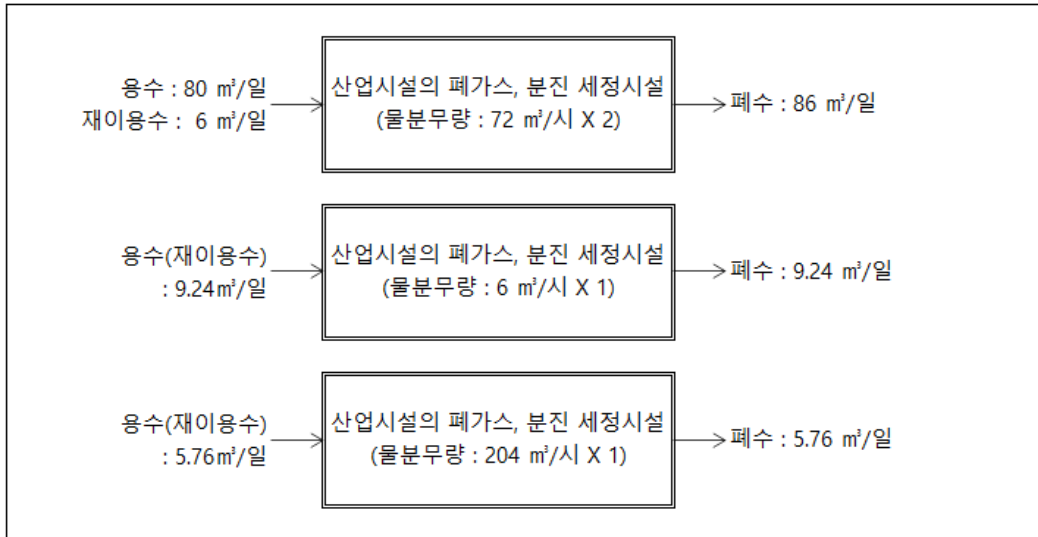 용수 : 80 ㎥/일
재이용수 : 6 ㎥/일
산업시설의 폐가스, 분진 세정시설
(물분무량 : 72 ㎥/시 X 2)
폐수 : 86 ㎥/일
용수(재이용수)
: 9.24㎥/일
산업시설의 폐가스, 분진 세정시설
(물분무량 : 6 ㎥/시 X 1)
폐수 : 9.24 ㎥/일
용수(재이용수)
: 5.76㎥/일
산업시설의 폐가스, 분진 세정시설
(물분무량 : 204 ㎥/시 X 1)
폐수 : 5.76 ㎥/일